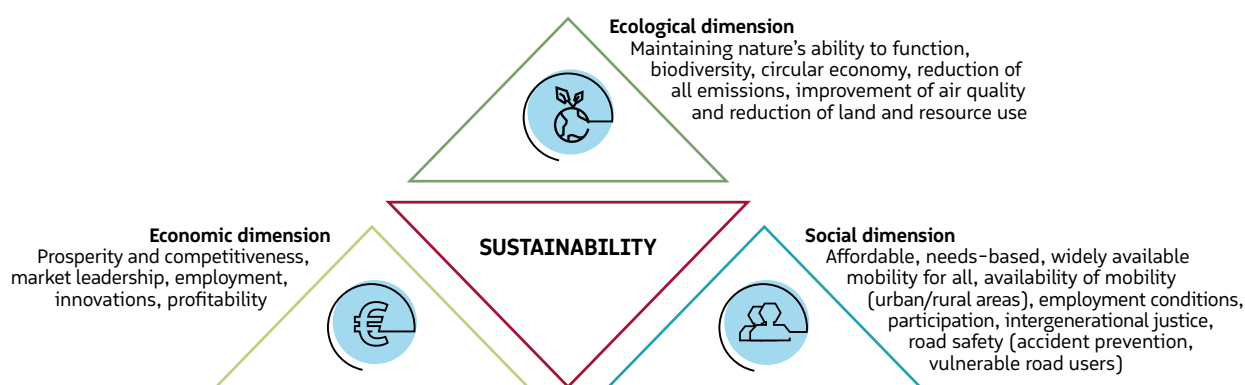 Ecological dimension
Maintaining nature's ability to function,
biodiversity, circular economy, reduction of
all emissions, improvement of air quality
and reduction of land and resource use
Economic dimension
Prosperity and competitiveness,
market leadership, employment,
innovations, profitability
€
SUSTAINABILITY
Social dimension
Affordable, needs-based, widely available
mobility for all, availability of mobility
(urban/rural areas), employment conditions,
participation, intergenerational justice,
road safety (accident prevention,
vulnerable road users)